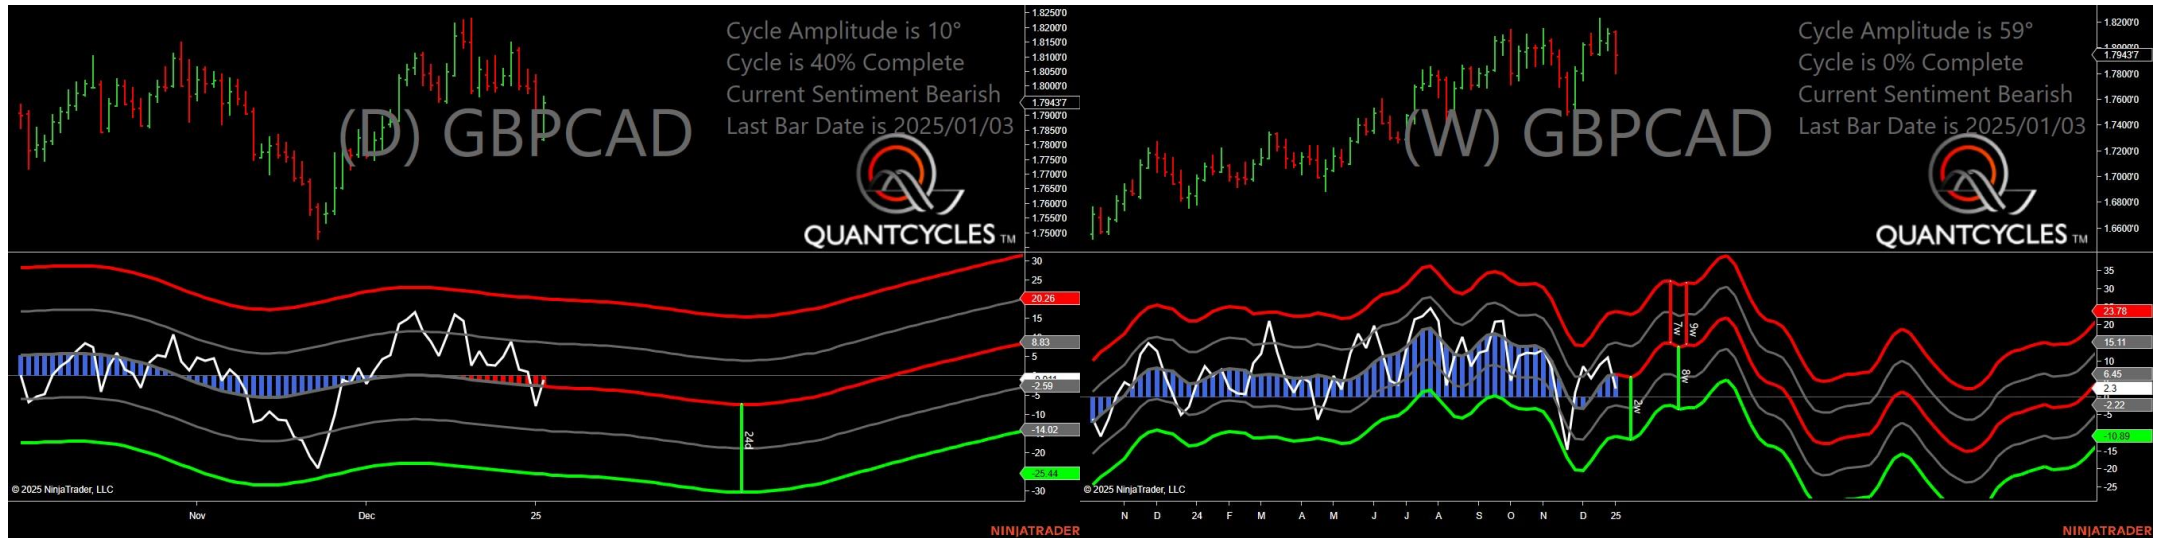 (D) GBPCAD
Cycle Amplitude is 10°
Cycle is 40% Complete
Current Sentiment Bearish
Last Bar Date is 2025/01/03
QUANTCYCLES TM
1.8250'0
1.8200'0
1.8150'0
1.8100'0
1.8050'0
1.8000'0
1.7943'7
1.7900'0
1.7850'0
1.7800'0
1.7750'0
1.7700'0
1.7650'0
1.7600'0
1.7550'0
1.7500'0
30
25
20.26
15
8.83
5
-2.59
-5
-10
-14.02
-20
-25.44
-30
24d
© 2025 NinjaTrader, LLC
Nov
Dec
25
NINJATRADER
(W) GBPCAD
Cycle Amplitude is 59°
Cycle is 0% Complete
Current Sentiment Bearish
Last Bar Date is 2025/01/03
QUANTCYCLES TM
1.8200'0
1.7943'7
1.7800'0
1.7600'0
1.7400'0
1.7200'0
1.7000'0
1.6800'0
1.6600'0
35
30
23.78
20
15.11
10
6.45
2.3
-2.22
-5
-10.89
-15
-20
-25
2w
7w
9w
8w
© 2025 NinjaTrader, LLC
N D 24 F M A M J J A S O N D 25
NINJATRADER